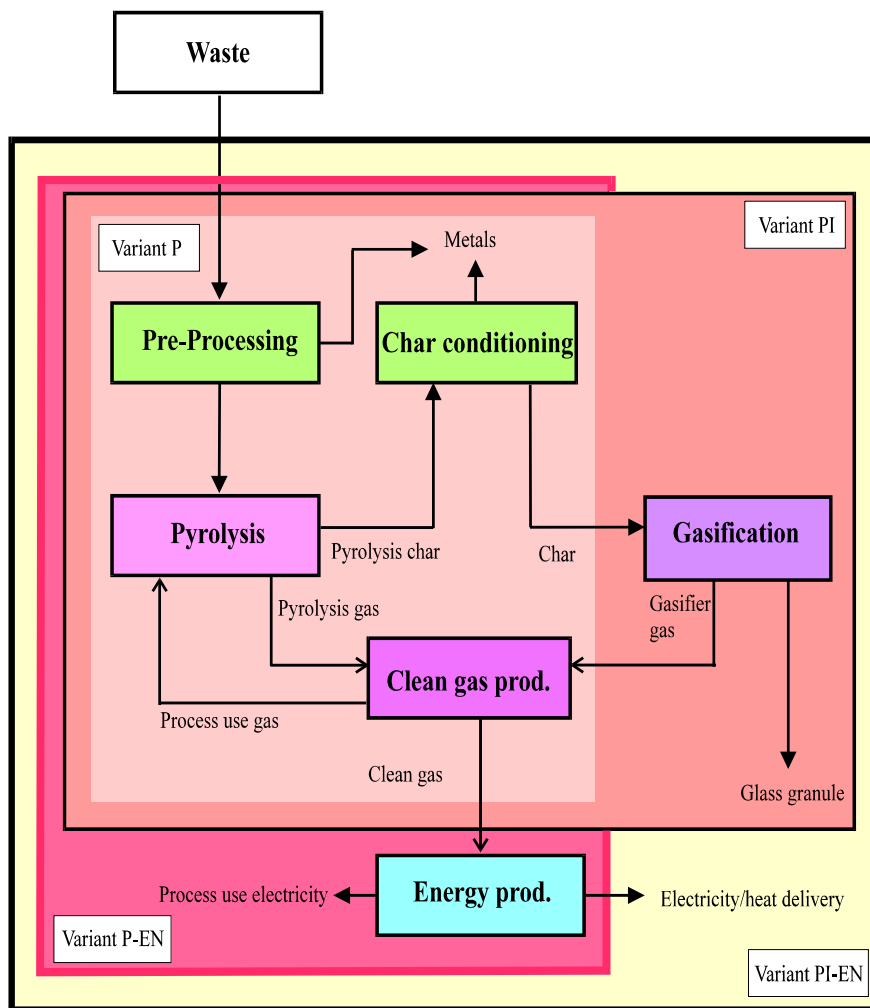 Waste
Variant P
Metals
Variant PI
Pre-Processing
Char conditioning
Pyrolysis
Pyrolysis char
Char
Gasification
Pyrolysis gas
Gasifier
gas
Clean gas prod.
Process use gas
Clean gas
Glass granule
Process use electricity
Energy prod.
Electricity/heat delivery
Variant P-EN
Variant PI-EN